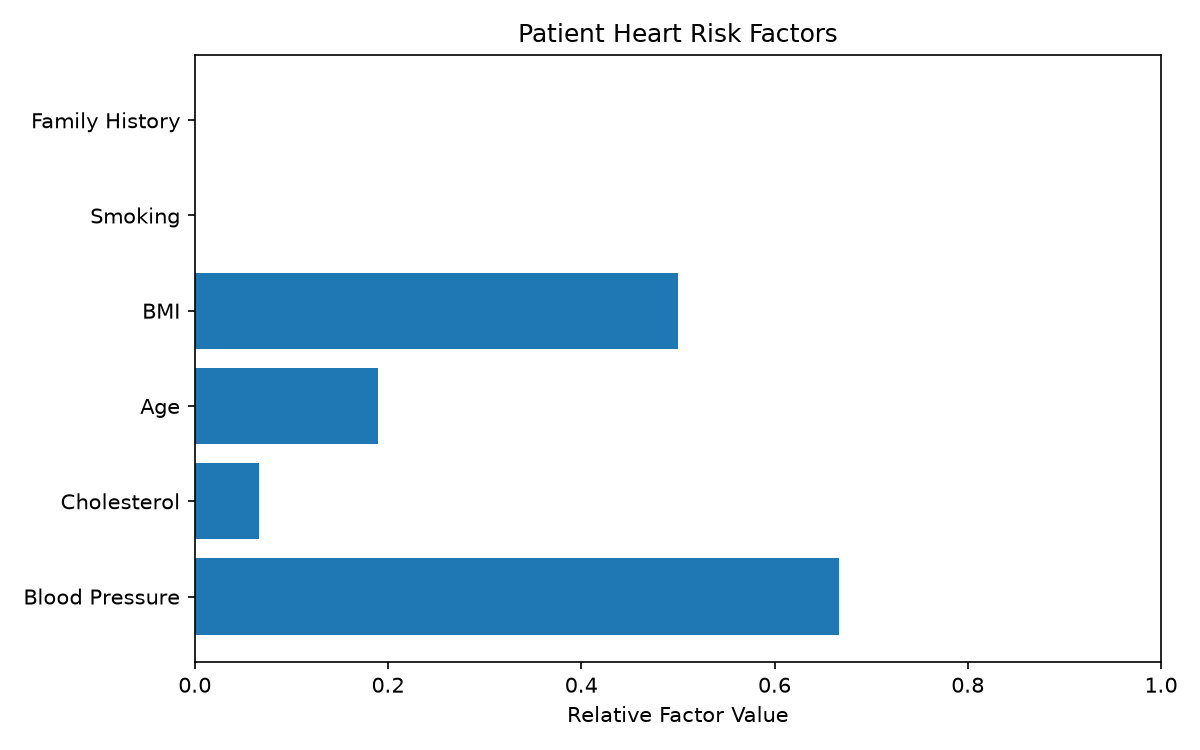 Patient Heart Risk Factors
Family History
Smoking
BMI
Age
Cholesterol
Blood Pressure
0.0 0.2 0.4 0.6 0.8 1.0
Relative Factor Value